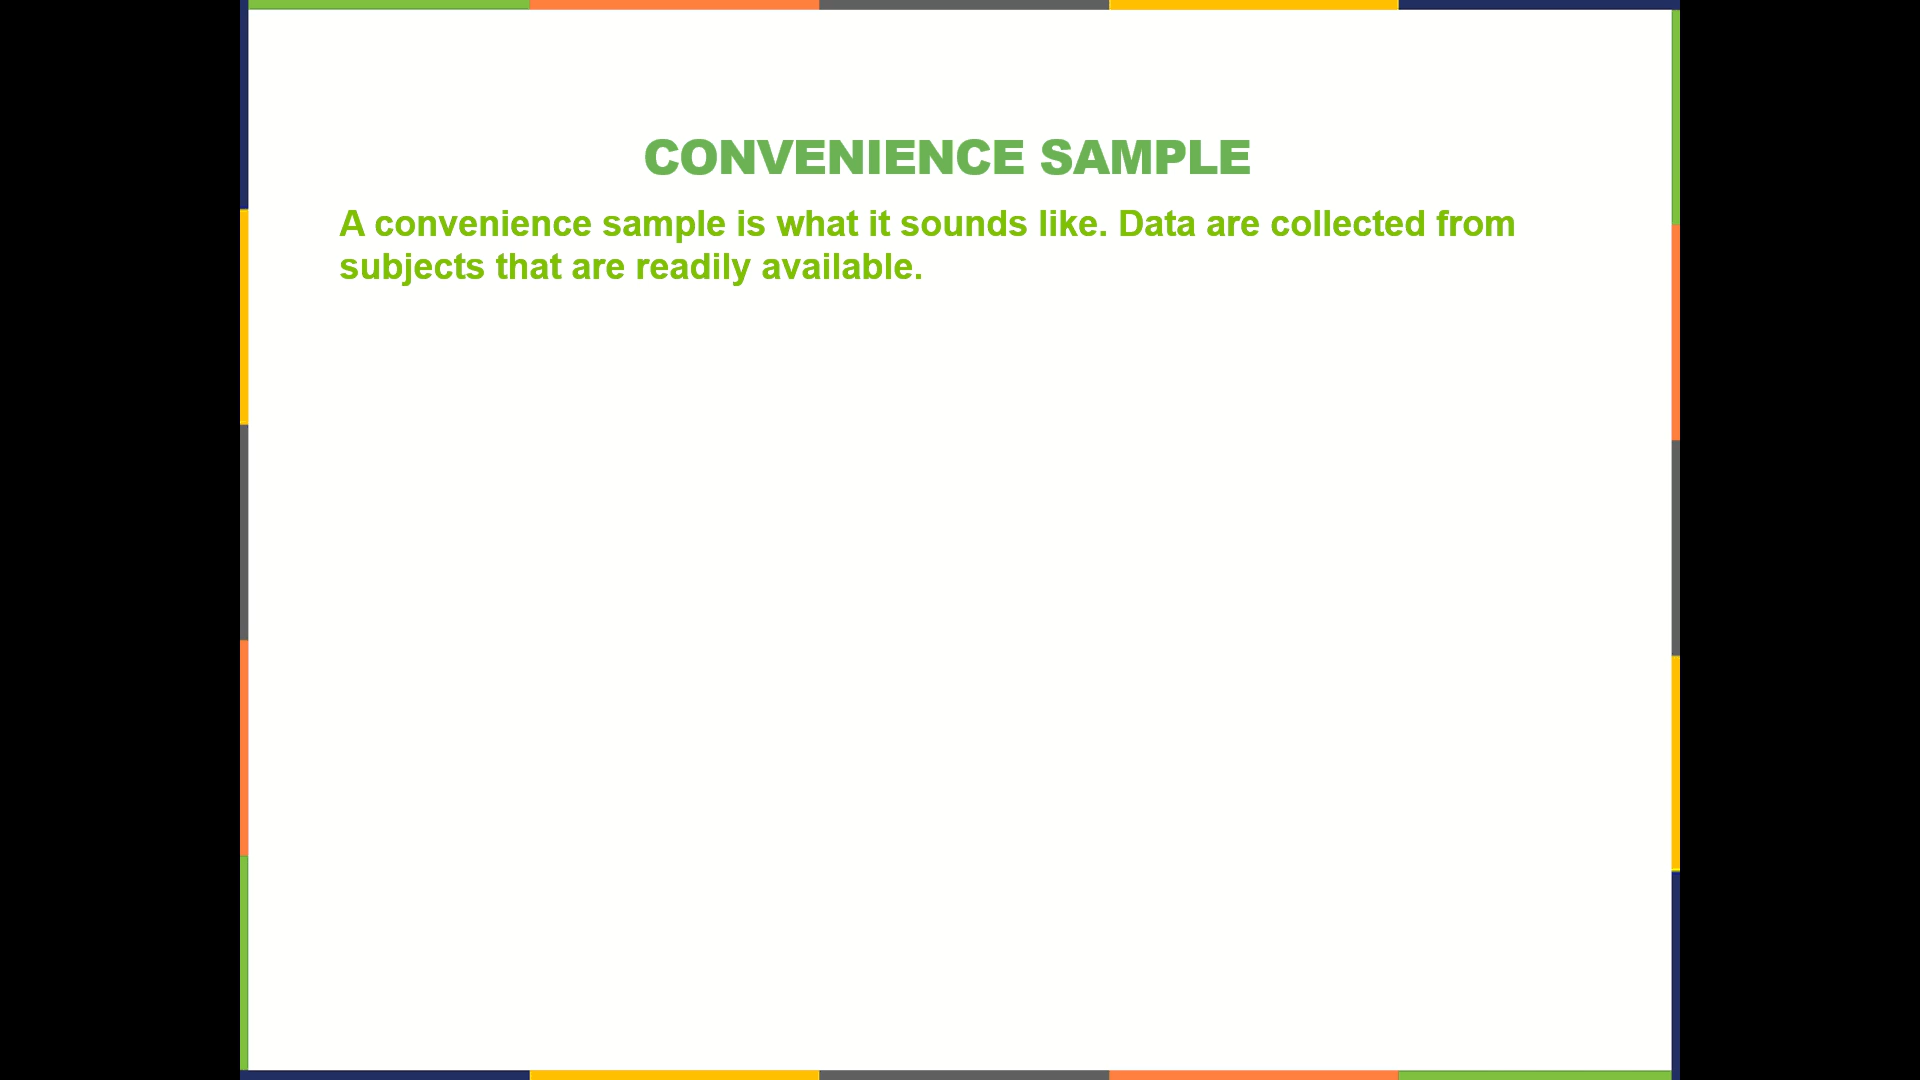 CONVENIENCE SAMPLE
A convenience sample is what it sounds like. Data are collected from
subjects that are readily available.